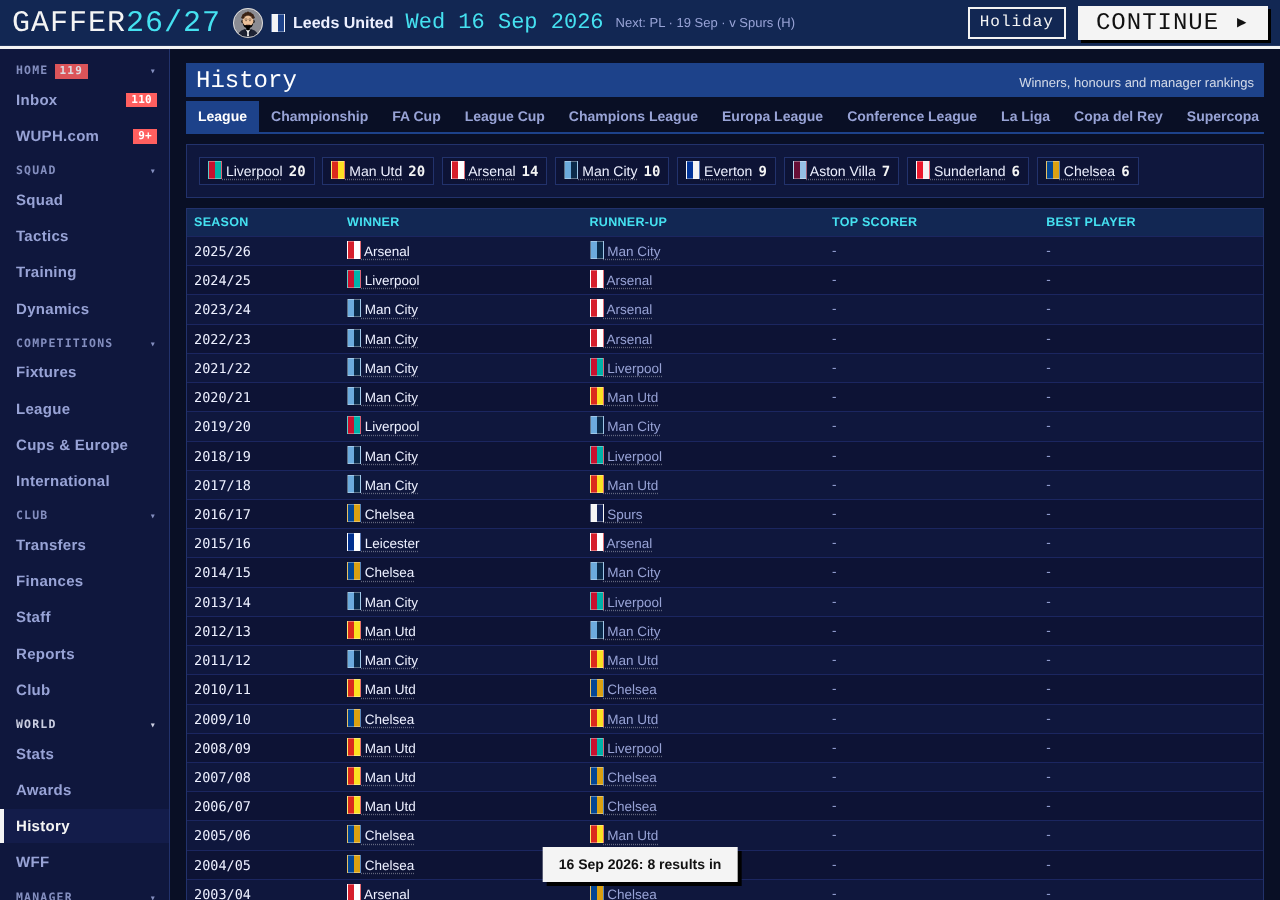 GAFFER26/27 Leeds United Wed 16 Sep 2026 Next: PL · 19 Sep · v Spurs (H) Holiday CONTINUE ►
HOME 119 ▾
Inbox 110
WUPH.com 9+
SQUAD ▾
Squad
Tactics
Training
Dynamics
COMPETITIONS ▾
Fixtures
League
Cups & Europe
International
CLUB ▾
Transfers
Finances
Staff
Reports
Club
WORLD ▾
Stats
Awards
History
WFF
MANAGER ▾
History Winners, honours and manager rankings
League Championship FA Cup League Cup Champions League Europa League Conference League La Liga Copa del Rey Supercopa
Liverpool 20 Man Utd 20 Arsenal 14 Man City 10 Everton 9 Aston Villa 7 Sunderland 6 Chelsea 6
SEASON WINNER RUNNER-UP TOP SCORER BEST PLAYER
2025/26 Arsenal Man City - -
2024/25 Liverpool Arsenal - -
2023/24 Man City Arsenal - -
2022/23 Man City Arsenal - -
2021/22 Man City Liverpool - -
2020/21 Man City Man Utd - -
2019/20 Liverpool Man City - -
2018/19 Man City Liverpool - -
2017/18 Man City Man Utd - -
2016/17 Chelsea Spurs - -
2015/16 Leicester Arsenal - -
2014/15 Chelsea Man City - -
2013/14 Man City Liverpool - -
2012/13 Man Utd Man City - -
2011/12 Man City Man Utd - -
2010/11 Man Utd Chelsea - -
2009/10 Chelsea Man Utd - -
2008/09 Man Utd Liverpool - -
2007/08 Man Utd Chelsea - -
2006/07 Man Utd Chelsea - -
2005/06 Chelsea Man Utd - -
2004/05 Chelsea - -
16 Sep 2026: 8 results in
2003/04 Arsenal Chelsea - -